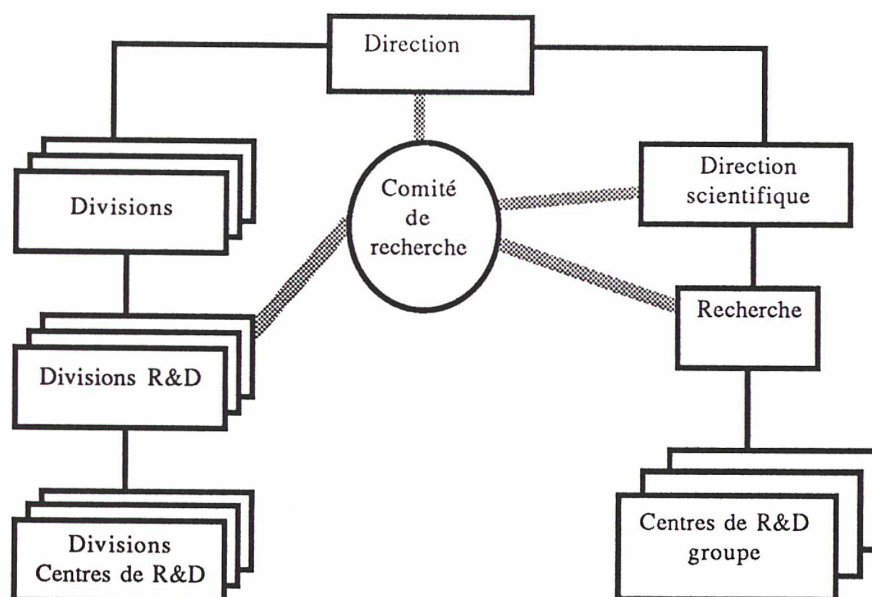 Direction
Divisions
Comité
de
recherche
Direction
scientifique
Recherche
Divisions R&D
Divisions
Centres de R&D
Centres de R&D
groupe